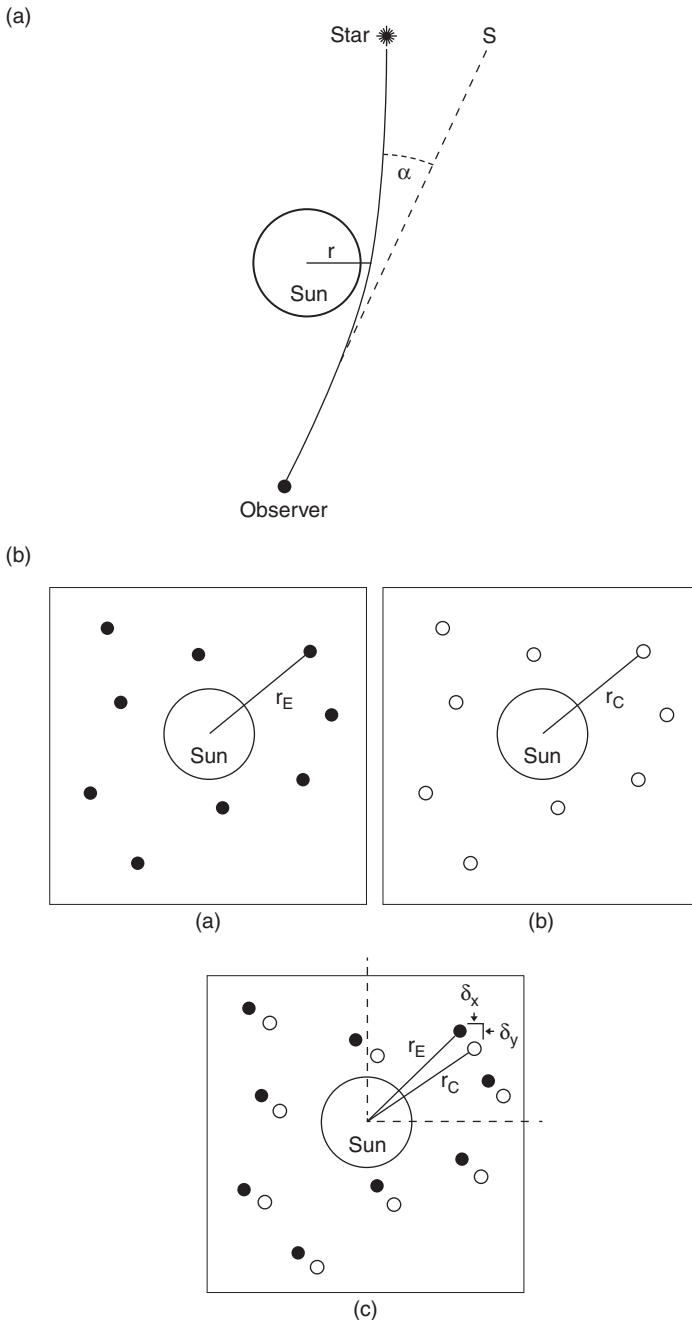 (a)
Star
S
α
r
Sun
Observer
(b)
r_E
Sun
(a)
r_C
Sun
(b)
δ_x
δ_y
r_E
r_C
Sun
(c)